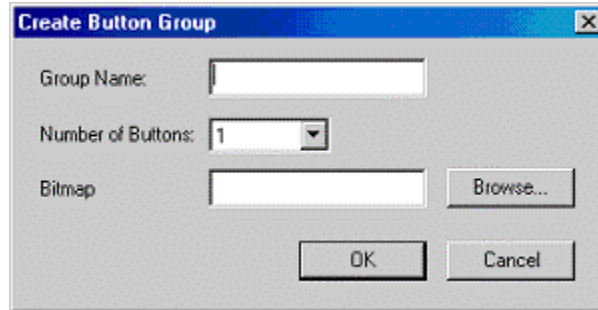 Create Button Group
Group Name:
Number of Buttons: 1
Bitmap Browse...
OK Cancel